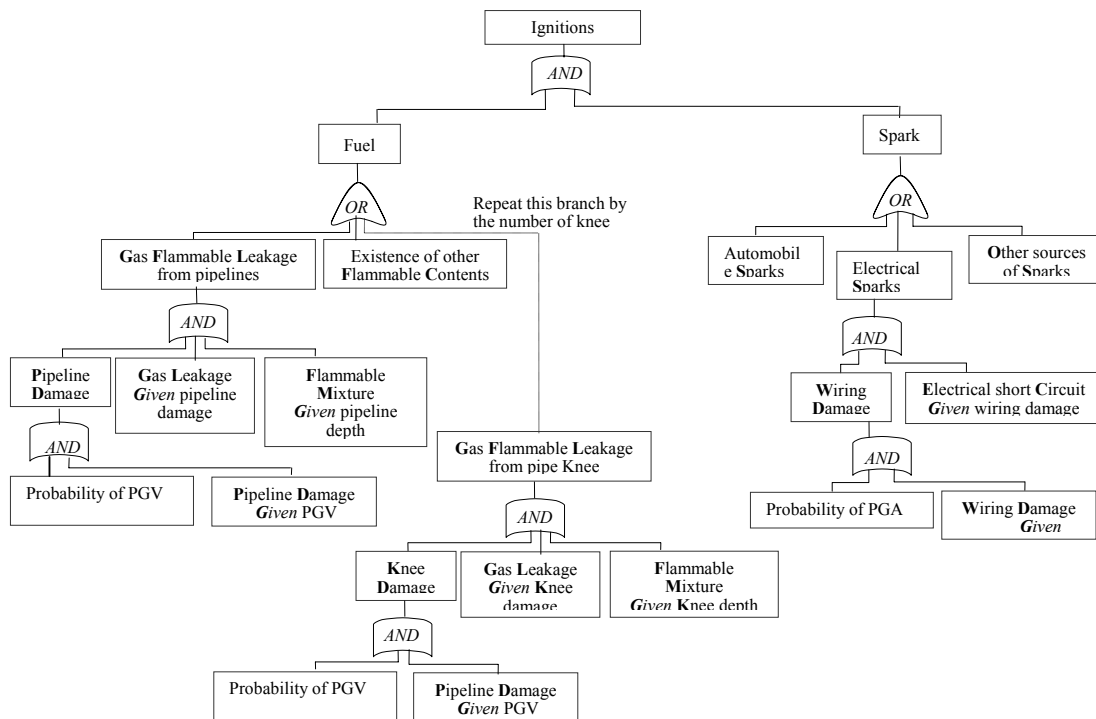 Ignitions
AND
Fuel
Spark
OR
Repeat this branch by
the number of knee
OR
Gas Flammable Leakage
from pipelines
Existence of other
Flammable Contents
Automobil
e Sparks
Electrical
Sparks
Other sources
of Sparks
AND
AND
Pipeline
Damage
Gas Leakage
Given pipeline
damage
Flammable
Mixture
Given pipeline
depth
Wiring
Damage
Electrical short Circuit
Given wiring damage
AND
Gas Flammable Leakage
from pipe Knee
AND
Probability of PGV
Pipeline Damage
Given PGV
Probability of PGA
Wiring Damage
Given
AND
Knee
Damage
Gas Leakage
Given Knee
damage
Flammable
Mixture
Given Knee depth
AND
Probability of PGV
Pipeline Damage
Given PGV